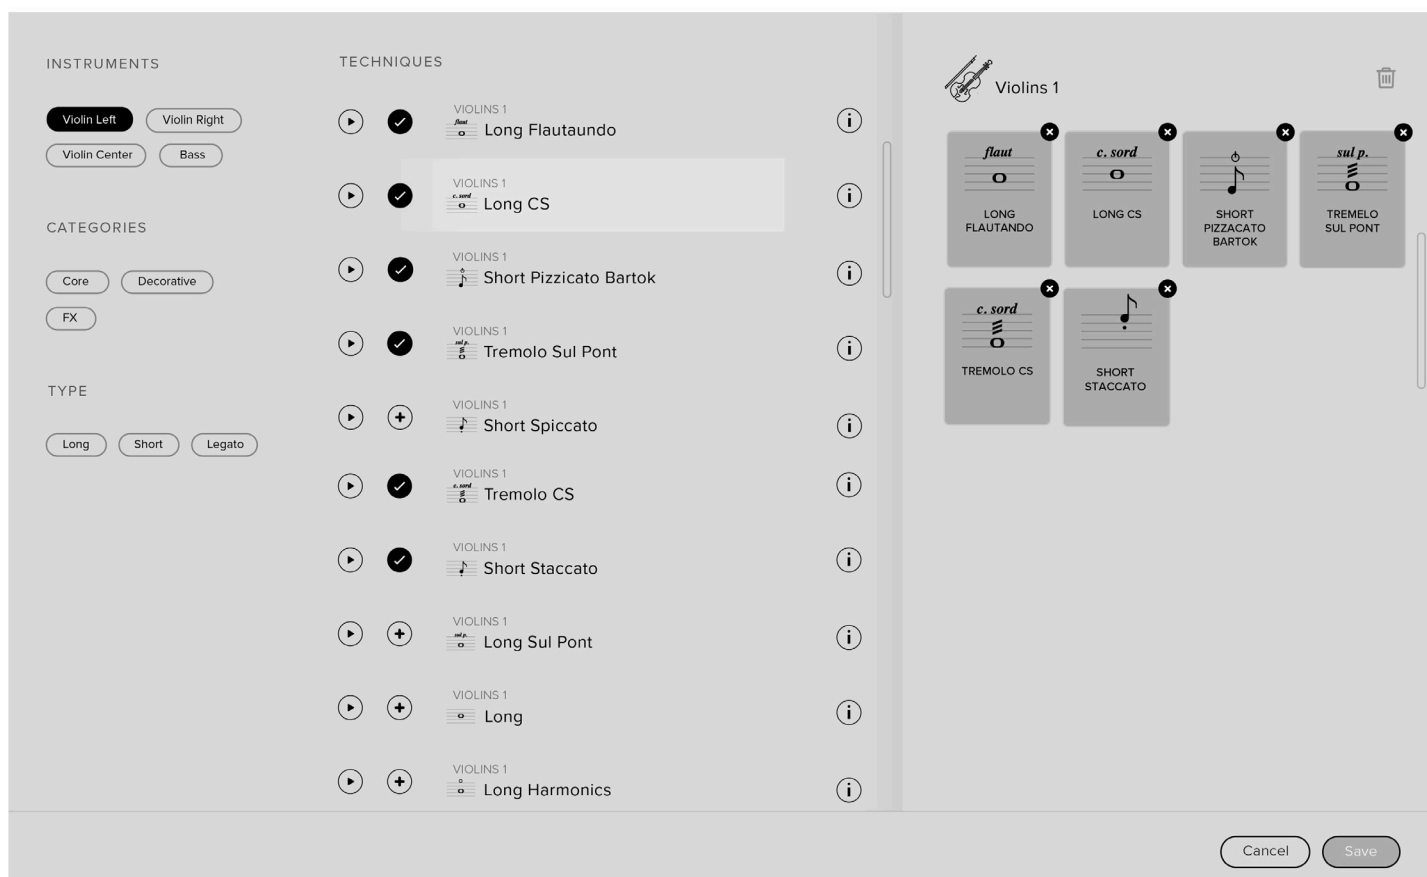 INSTRUMENTS
Violin Left
Violin Right
Violin Center
Bass
CATEGORIES
Core
Decorative
FX
TYPE
Long
Short
Legato
TECHNIQUES
VIOLINS 1
flaut
Long Flautaundo
VIOLINS 1
c. sord
Long CS
VIOLINS 1
Short Pizzicato Bartok
VIOLINS 1
sul p.
Tremolo Sul Pont
VIOLINS 1
Short Spiccato
VIOLINS 1
c. sord
Tremolo CS
VIOLINS 1
Short Staccato
VIOLINS 1
sul p.
Long Sul Pont
VIOLINS 1
Long
VIOLINS 1
Long Harmonics
Violins 1
flaut
LONG
FLAUTANDO
c. sord
LONG CS
SHORT
PIZZACATO
BARTOK
sul p.
TREMELO
SUL PONT
c. sord
TREMOLO CS
SHORT
STACCATO
Cancel
Save